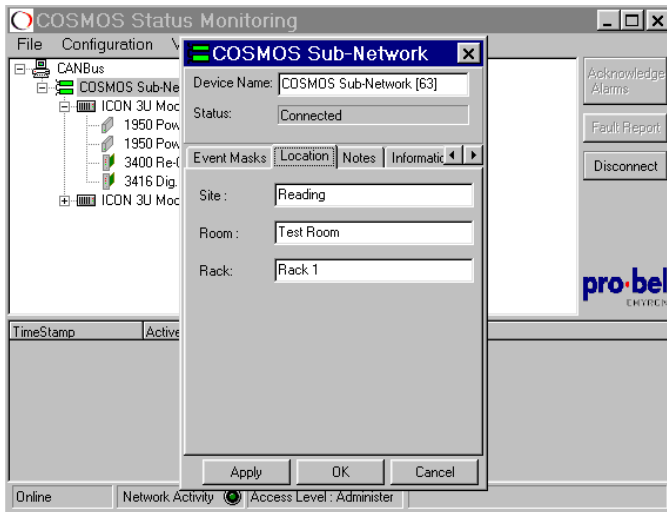 COSMOS Status Monitoring
File Configuration
CANBus
COSMOS Sub-Ne
ICON 3U Moc
1950 Pow
1950 Pow
3400 Re-
3416 Dig.
ICON 3U Moc
COSMOS Sub-Network
Device Name: COSMOS Sub-Network [63]
Status: Connected
Event Masks Location Notes Informatic
Site : Reading
Room : Test Room
Rack: Rack 1
Apply OK Cancel
Acknowledge
Alarms
Fault Report
Disconnect
pro·bel
CHYRON
TimeStamp Active
Online Network Activity Access Level : Administer